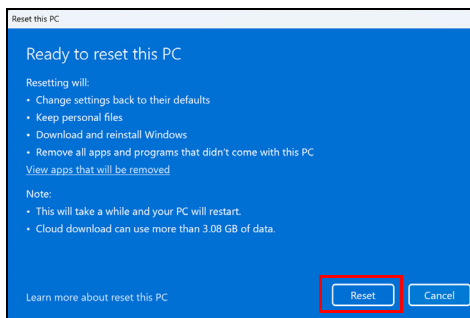 Reset this PC
Ready to reset this PC
Resetting will:
• Change settings back to their defaults
• Keep personal files
• Download and reinstall Windows
• Remove all apps and programs that didn't come with this PC
View apps that will be removed
Note:
• This will take a while and your PC will restart.
• Cloud download can use more than 3.08 GB of data.
Learn more about reset this PC
Reset
Cancel